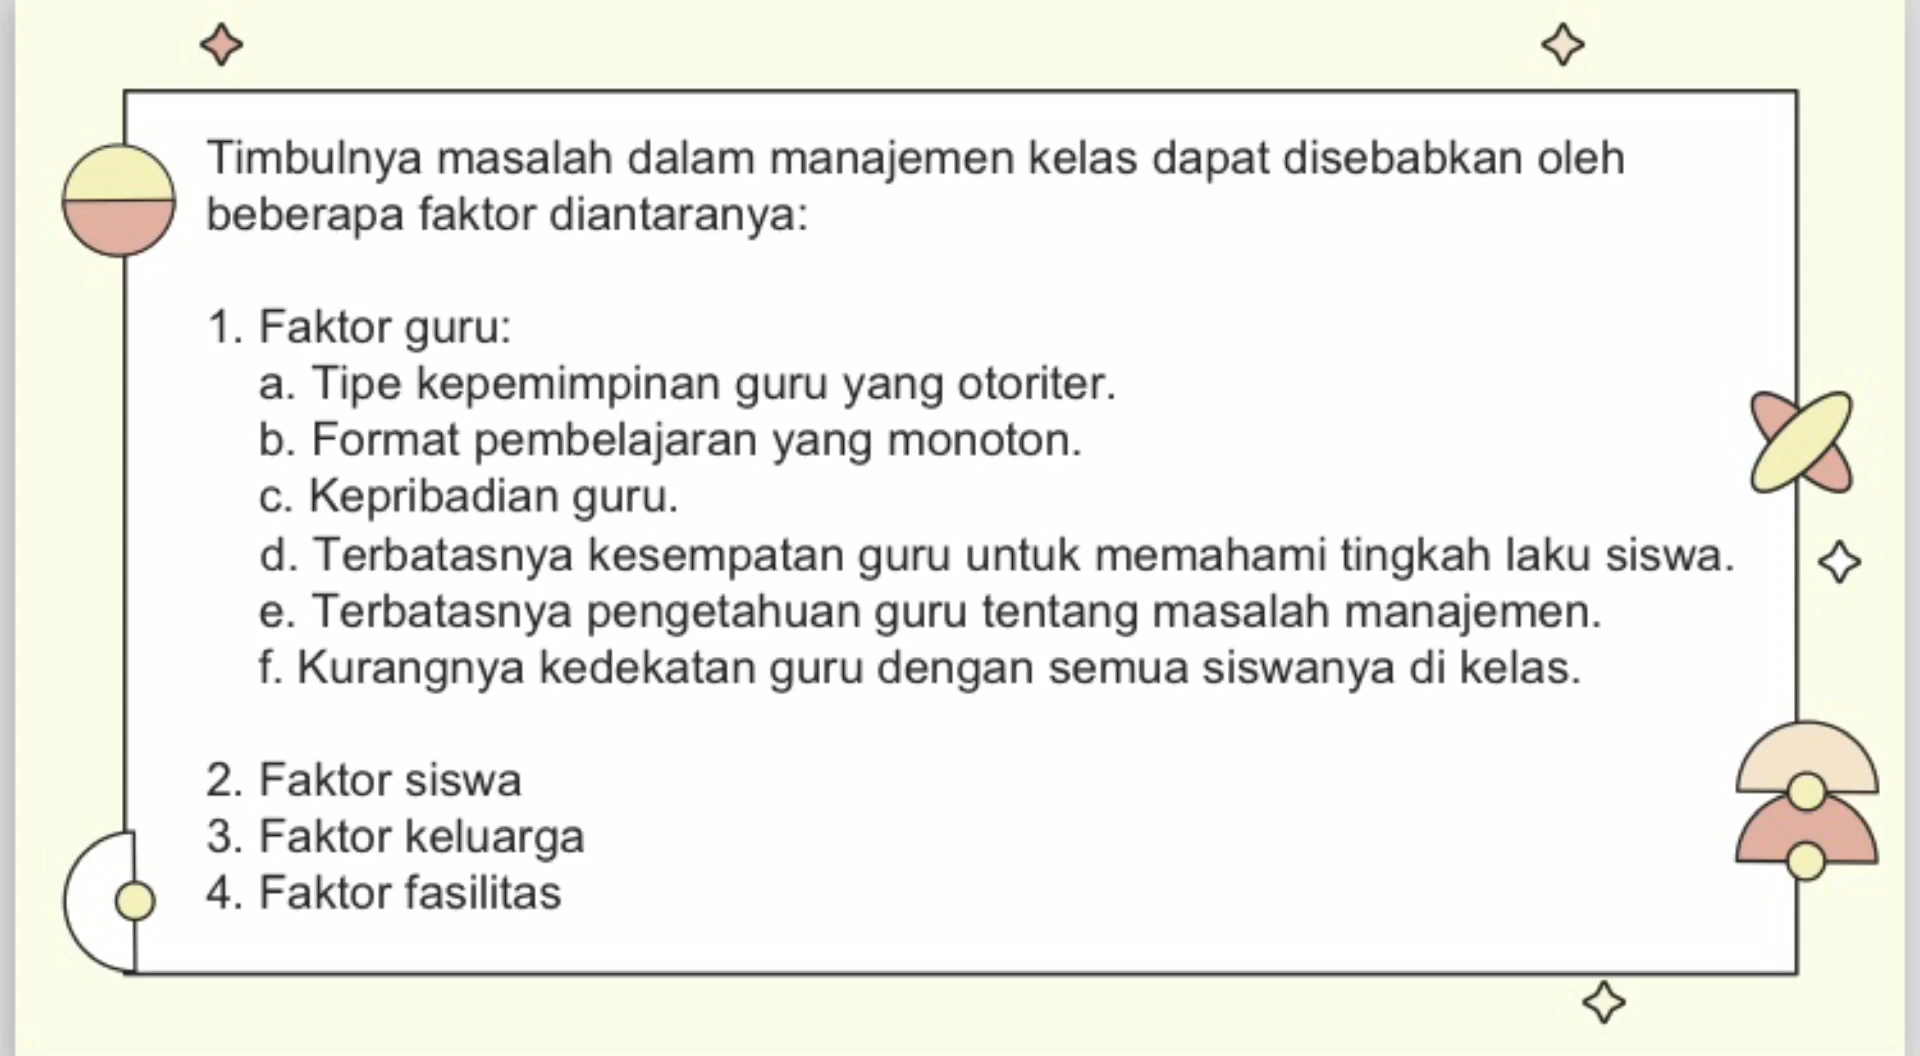 Timbulnya masalah dalam manajemen kelas dapat disebabkan oleh
beberapa faktor diantaranya:
1. Faktor guru:
a. Tipe kepemimpinan guru yang otoriter.
b. Format pembelajaran yang monoton.
c. Kepribadian guru.
d. Terbatasnya kesempatan guru untuk memahami tingkah laku siswa.
e. Terbatasnya pengetahuan guru tentang masalah manajemen.
f. Kurangnya kedekatan guru dengan semua siswanya di kelas.
2. Faktor siswa
3. Faktor keluarga
4. Faktor fasilitas